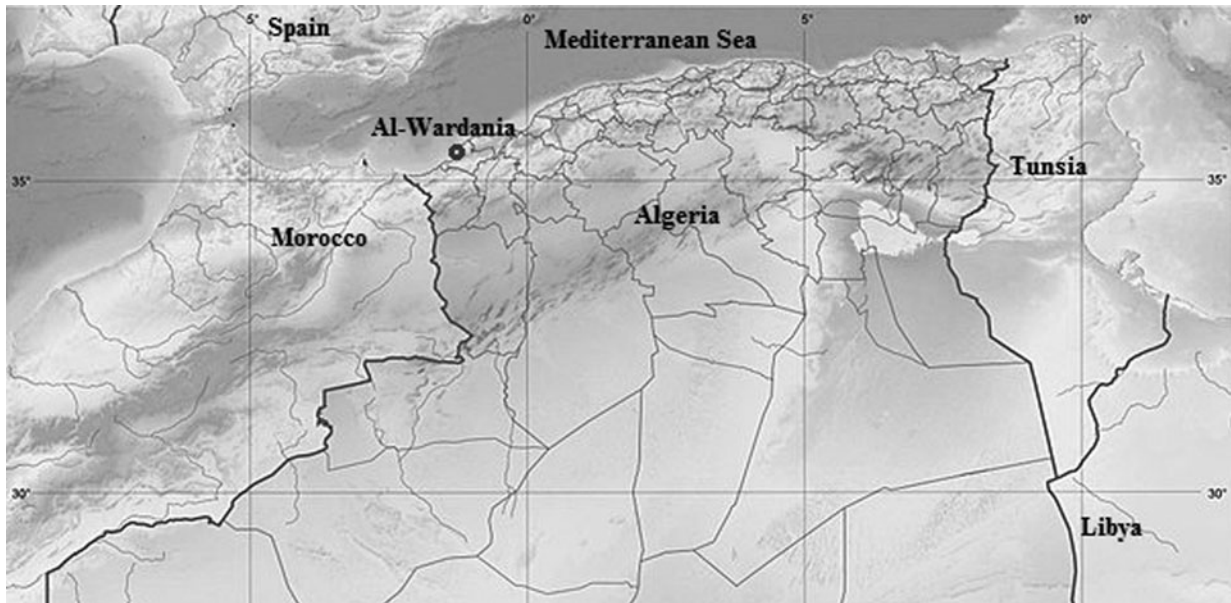 5°
0°
5°
10°
Spain
Mediterranean Sea
Al-Wardania
35°
35°
Tunsia
Algeria
Morocco
30°
30°
Libya